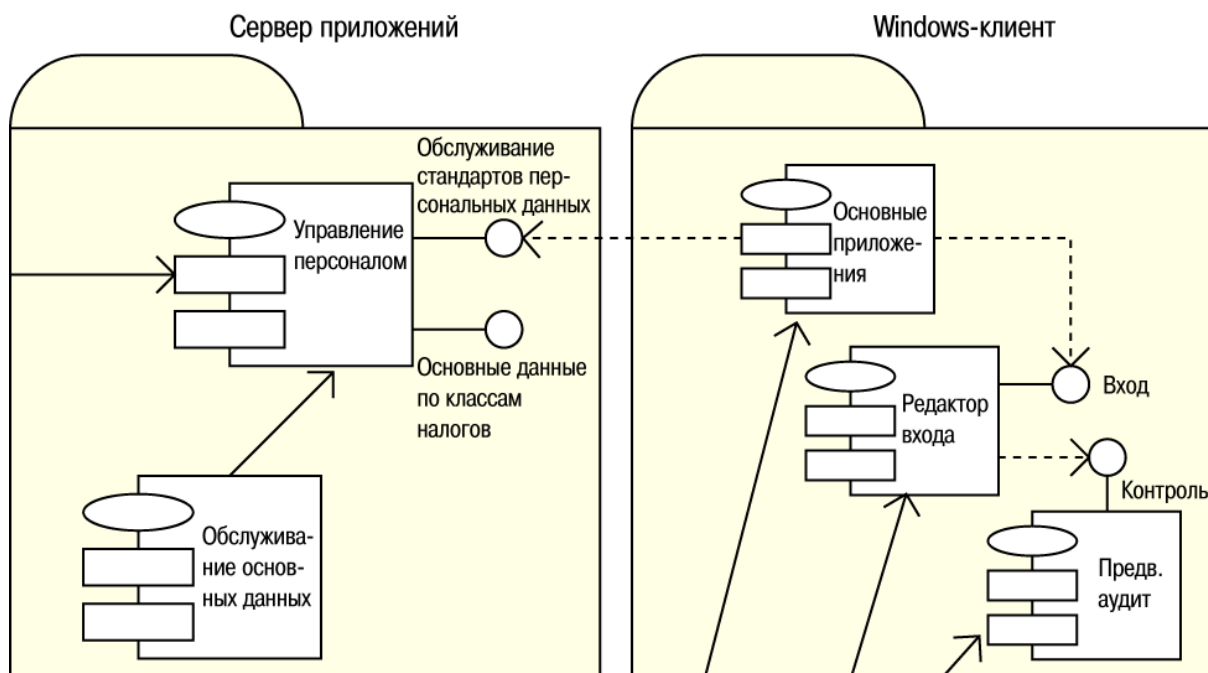 Сервер приложений
Windows-клиент
Обслуживание
стандартов пер-
сональных данных
Управление
персоналом
Основные данные
по классам
налогов
Обслужива-
ние основ-
ных данных
Основные
приложе-
ния
Редактор
входа
Вход
Контроль
Предв.
аудит